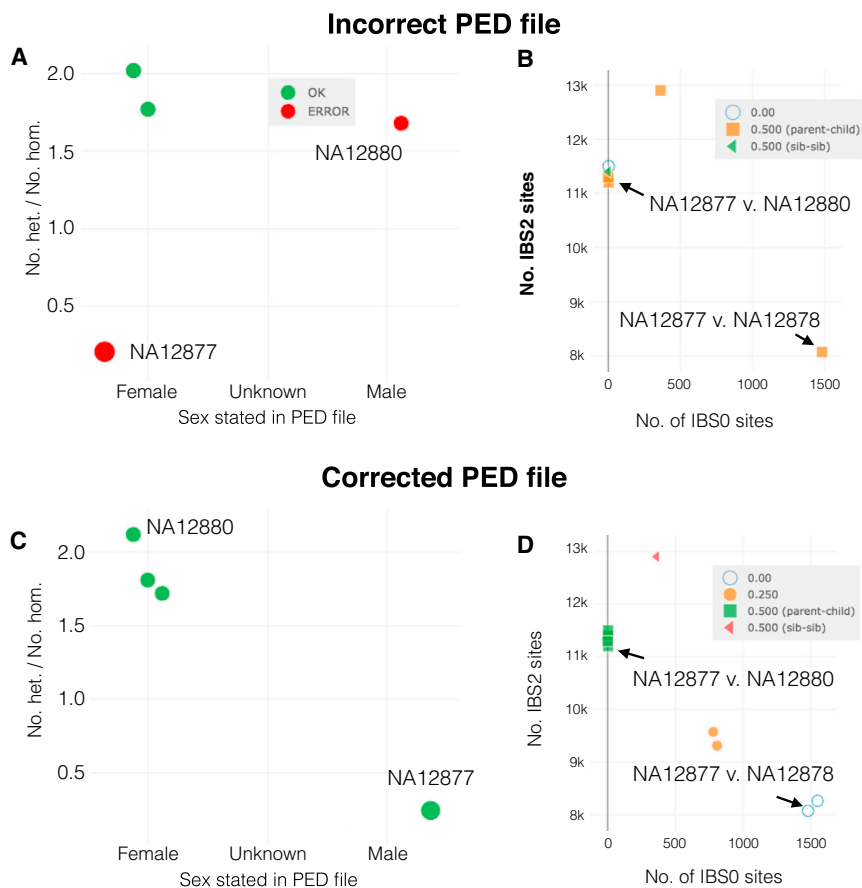 Incorrect PED file
A
No. het. / No. hom.
2.0
1.5
1.0
0.5
OK
ERROR
NA12880
NA12877
Female
Unknown
Male
Sex stated in PED file
B
No. IBS2 sites
13k
12k
11k
10k
9k
8k
0.00
0.500 (parent-child)
0.500 (sib-sib)
NA12877 v. NA12880
NA12877 v. NA12878
0
500
1000
1500
No. of IBS0 sites
Corrected PED file
C
No. het. / No. hom.
2.0
1.5
1.0
0.5
NA12880
NA12877
Female
Unknown
Male
Sex stated in PED file
D
No. IBS2 sites
13k
12k
11k
10k
9k
8k
0.00
0.250
0.500 (parent-child)
0.500 (sib-sib)
NA12877 v. NA12880
NA12877 v. NA12878
0
500
1000
1500
No. of IBS0 sites